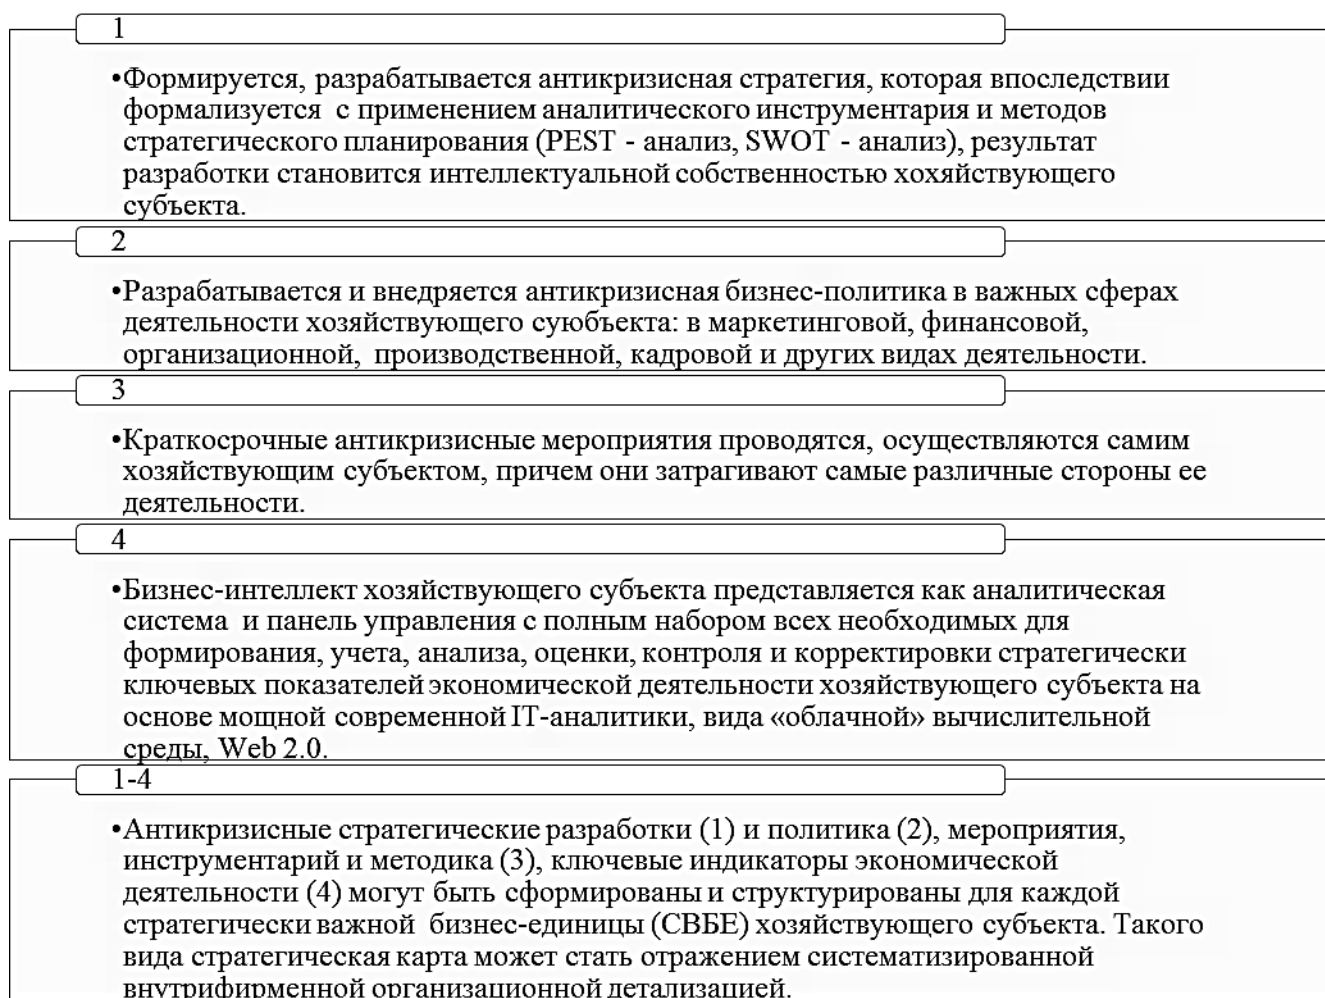 1
•Формируется, разрабатывается антикризисная стратегия, которая впоследствии
формализуется с применением аналитического инструментария и методов
стратегического планирования (PEST - анализ, SWOT - анализ), результат
разработки становится интеллектуальной собственностью хохяйствующего
субъекта.
2
•Разрабатывается и внедряется антикризисная бизнес-политика в важных сферах
деятельности хозяйствующего суюбъекта: в маркетинговой, финансовой,
организационной, производственной, кадровой и других видах деятельности.
3
•Краткосрочные антикризисные мероприятия проводятся, осуществляются самим
хозяйствующим субъектом, причем они затрагивают самые различные стороны ее
деятельности.
4
•Бизнес-интеллект хозяйствующего субъекта представляется как аналитическая
система и панель управления с полным набором всех необходимых для
формирования, учета, анализа, оценки, контроля и корректировки стратегически
ключевых показателей экономической деятельности хозяйствующего субъекта на
основе мощной современной IT-аналитики, вида «облачной» вычислительной
среды, Web 2.0.
1-4
•Антикризисные стратегические разработки (1) и политика (2), мероприятия,
инструментарий и методика (3), ключевые индикаторы экономической
деятельности (4) могут быть сформированы и структурированы для каждой
стратегически важной бизнес-единицы (СВБЕ) хозяйствующего субъекта. Такого
вида стратегическая карта может стать отражением систематизированной
внутрифирменной организационной детализацией.